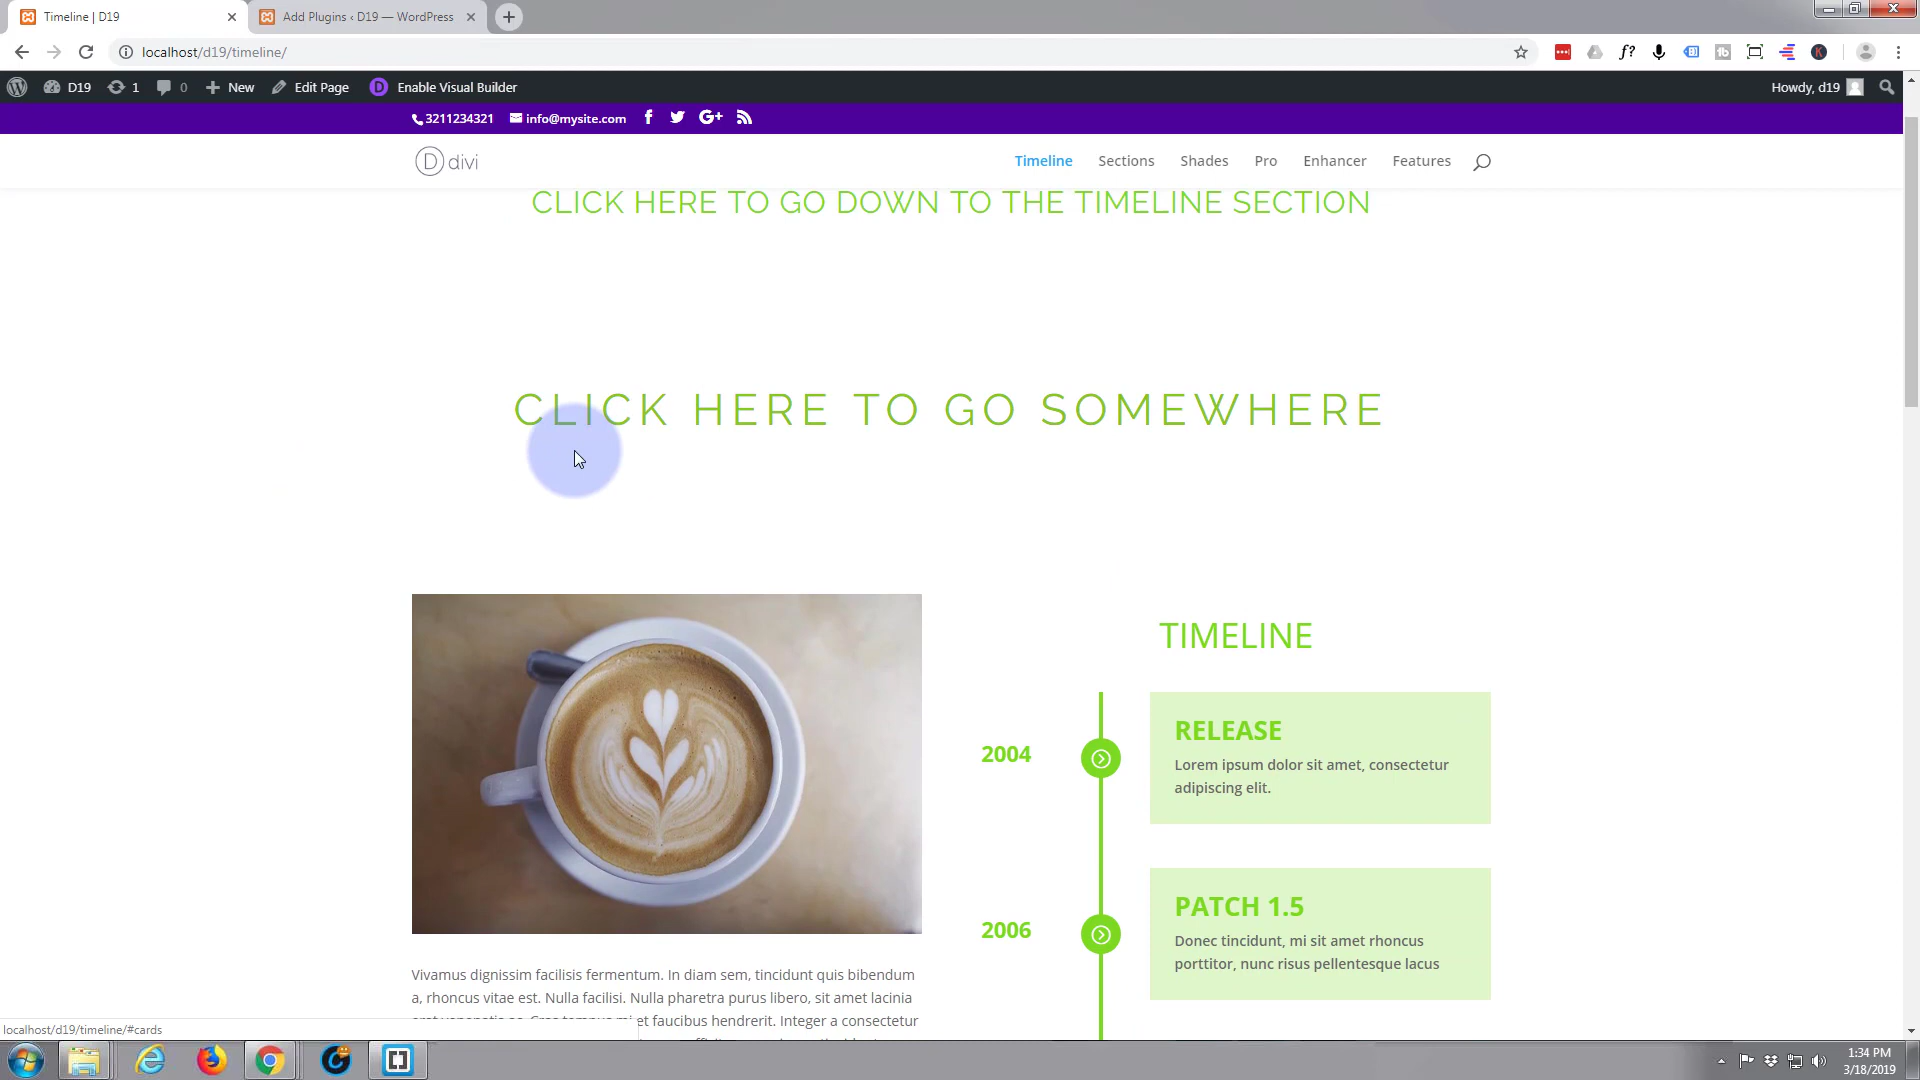 Timeline | D19
Add Plugins ‹ D19 — WordPress
localhost/d19/timeline/
D19 1 0 New Edit Page Enable Visual Builder Howdy, d19
3211234321 info@mysite.com
divi
Timeline Sections Shades Pro Enhancer Features
CLICK HERE TO GO DOWN TO THE TIMELINE SECTION
CLICK HERE TO GO SOMEWHERE
TIMELINE
2004
RELEASE
Lorem ipsum dolor sit amet, consectetur
adipiscing elit.
2006
PATCH 1.5
Donec tincidunt, mi sit amet rhoncus
porttitor, nunc risus pellentesque lacus
Vivamus dignissim facilisis fermentum. In diam sem, tincidunt quis bibendum
a, rhoncus vitae est. Nulla facilisi. Nulla pharetra purus libero, sit amet lacinia
et faucibus hendrerit. Integer a consectetur
localhost/d19/timeline/#cards
1:34 PM
3/18/2019